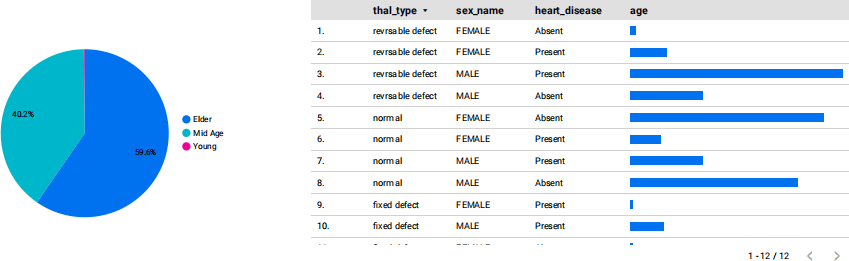 40.2%
59.6%
Elder
Mid Age
Young
thal_type sex_name heart_disease age
1. revrsable defect FEMALE Absent
2. revrsable defect FEMALE Present
3. revrsable defect MALE Present
4. revrsable defect MALE Absent
5. normal FEMALE Absent
6. normal FEMALE Present
7. normal MALE Present
8. normal MALE Absent
9. fixed defect FEMALE Present
10. fixed defect MALE Present
1 - 12 / 12